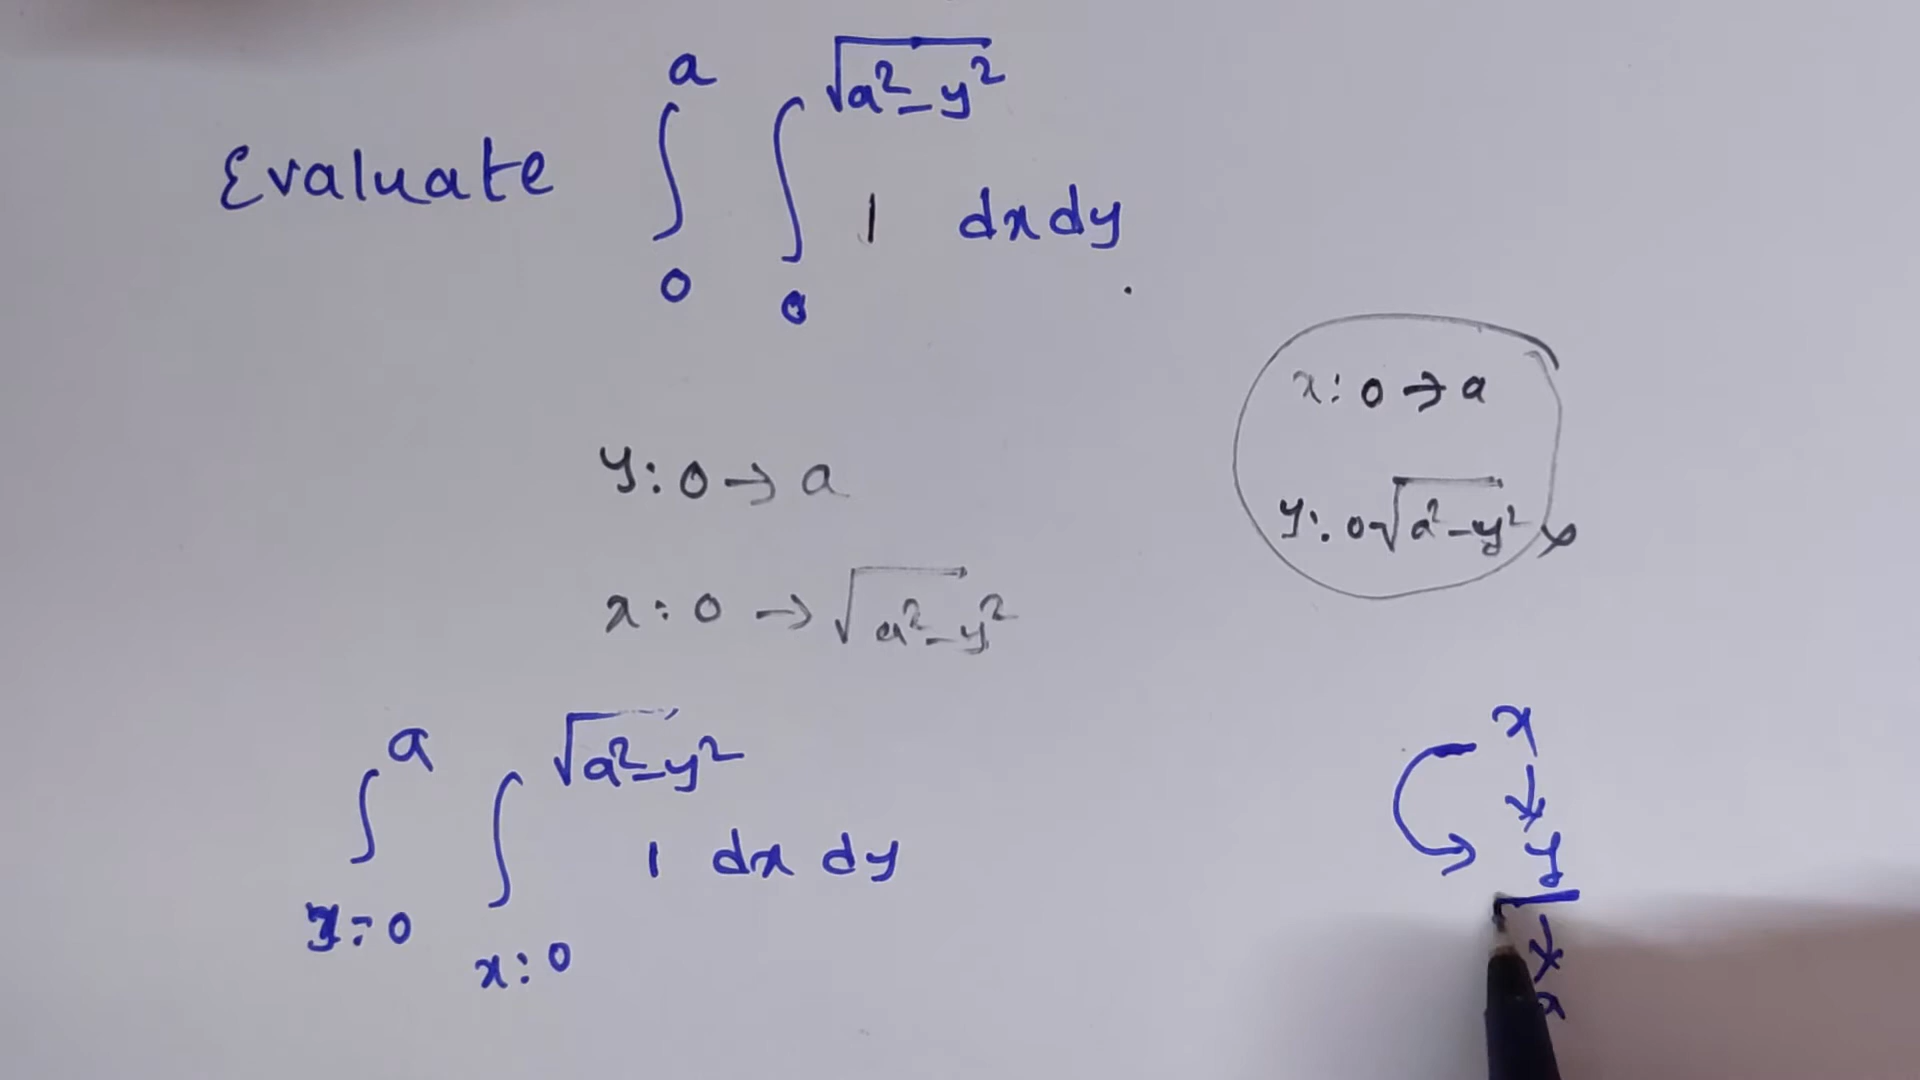 Evaluate ∫₀^a ∫₀^√(a²-y²) 1 dx dy.
x: 0 → a
y: 0 √(a²-y²)
y: 0 → a
x: 0 → √(a²-y²)
∫_{y=0}^{a} ∫_{x:0}^{√(a²-y²)} 1 dx dy
x
↓
y
↓